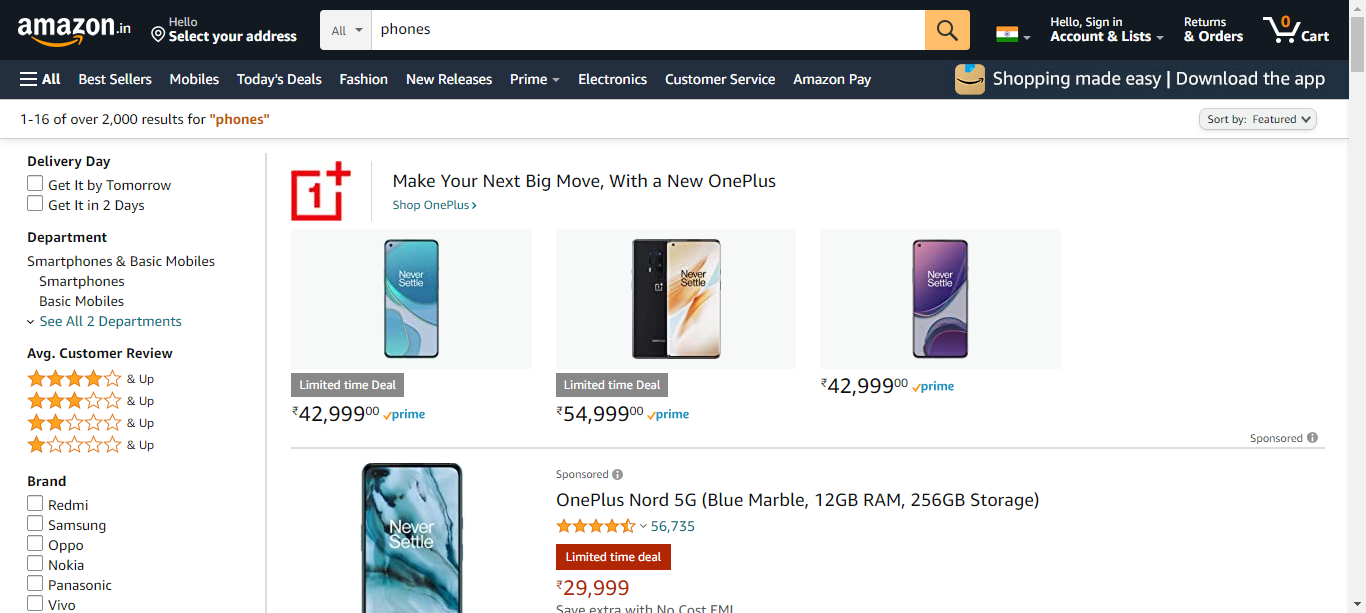 amazon.in
Hello
Select your address
All
phones
Hello, Sign in
Account & Lists
Returns
& Orders
0
Cart
All
Best Sellers
Mobiles
Today's Deals
Fashion
New Releases
Prime
Electronics
Customer Service
Amazon Pay
Shopping made easy | Download the app
1-16 of over 2,000 results for "phones"
Sort by: Featured
Delivery Day
Get It by Tomorrow
Get It in 2 Days
Department
Smartphones & Basic Mobiles
Smartphones
Basic Mobiles
See All 2 Departments
Avg. Customer Review
& Up
& Up
& Up
& Up
Brand
Redmi
Samsung
Oppo
Nokia
Panasonic
Vivo
1+
Make Your Next Big Move, With a New OnePlus
Shop OnePlus ›
Never
Settle
Limited time Deal
₹42,99900 prime
Never
Settle
Limited time Deal
₹54,99900 prime
Never
Settle
₹42,99900 prime
Sponsored
Never
Settle
Sponsored
OnePlus Nord 5G (Blue Marble, 12GB RAM, 256GB Storage)
56,735
Limited time deal
₹29,999
Save extra with No Cost EMI